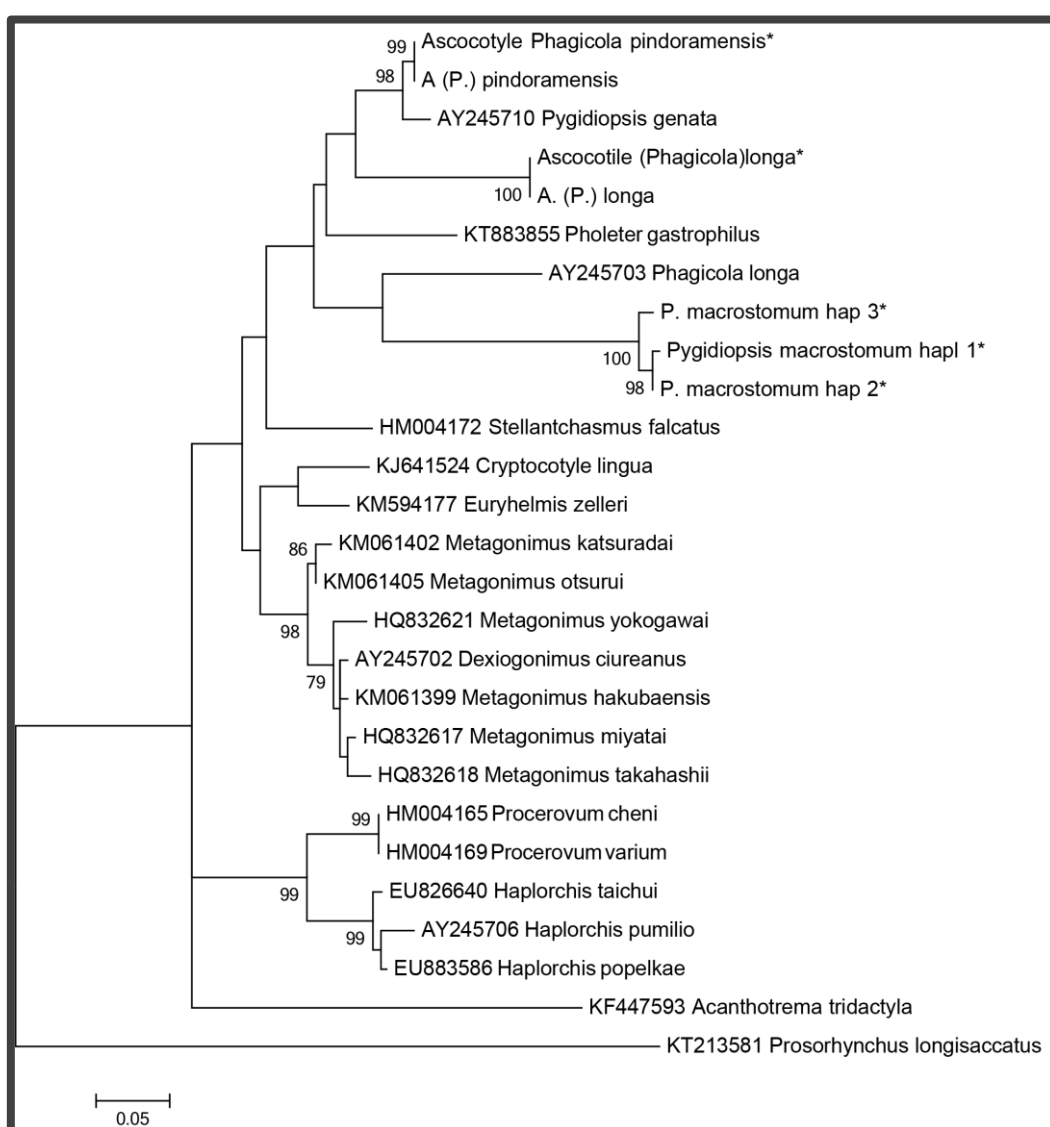 99
Ascocotyle Phagicola pindoramensis*
98
A (P.) pindoramensis
AY245710 Pygidiopsis genata
Ascocotile (Phagicola)longa*
100
A. (P.) longa
KT883855 Pholeter gastrophilus
AY245703 Phagicola longa
P. macrostomum hap 3*
100
Pygidiopsis macrostomum hapl 1*
98
P. macrostomum hap 2*
HM004172 Stellantchasmus falcatus
KJ641524 Cryptocotyle lingua
KM594177 Euryhelmis zelleri
86
KM061402 Metagonimus katsuradai
KM061405 Metagonimus otsurui
98
HQ832621 Metagonimus yokogawai
79
AY245702 Dexiogonimus ciureanus
KM061399 Metagonimus hakubaensis
HQ832617 Metagonimus miyatai
HQ832618 Metagonimus takahashii
99
HM004165 Procerovum cheni
HM004169 Procerovum varium
99
EU826640 Haplorchis taichui
99
AY245706 Haplorchis pumilio
EU883586 Haplorchis popelkae
KF447593 Acanthotrema tridactyla
KT213581 Prosorhynchus longisaccatus
0.05